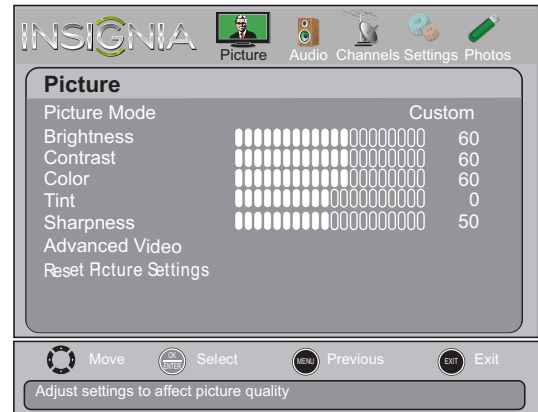 INSIGNIA
Picture Audio Channels Settings Photos
Picture
Picture Mode Custom
Brightness 60
Contrast 60
Color 60
Tint 0
Sharpness 50
Advanced Video
Reset Picture Settings
Move OK ENTER Select MENU Previous EXIT Exit
Adjust settings to affect picture quality